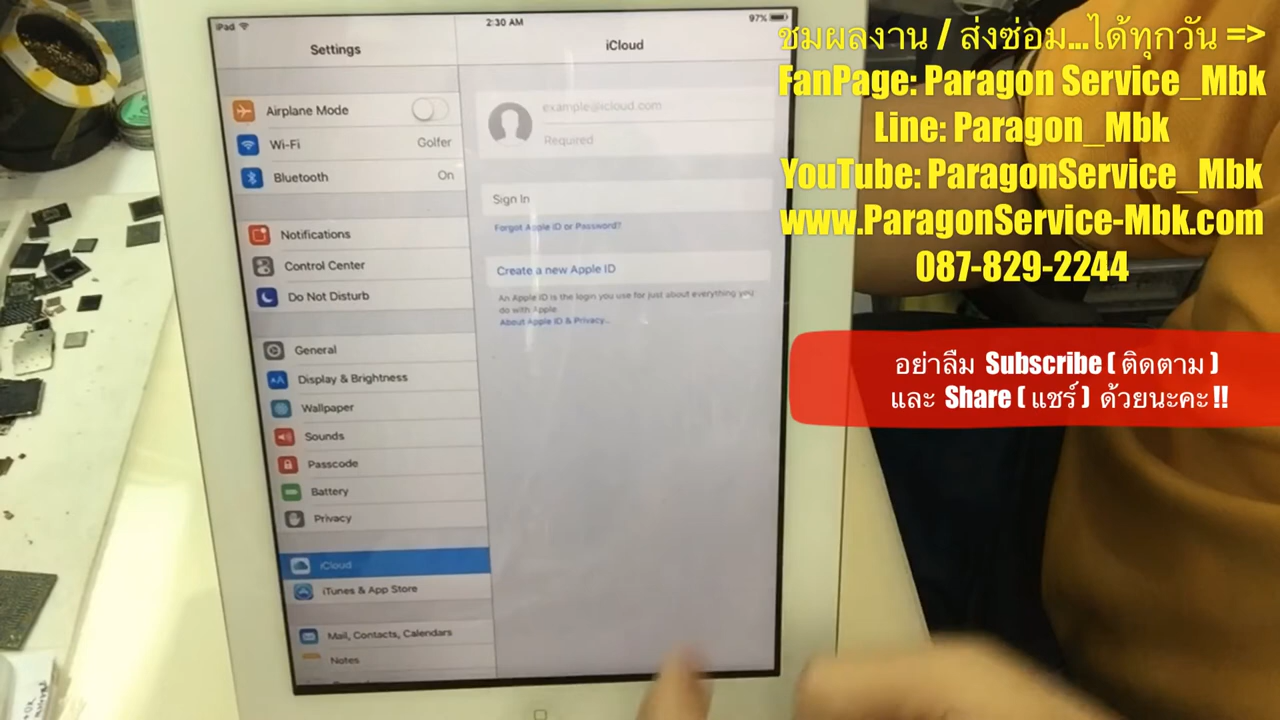 iPad
2:30 AM
97%
Settings
iCloud
Airplane Mode
Wi-Fi
Golfer
Bluetooth
On
Notifications
Control Center
Do Not Disturb
General
Display & Brightness
Wallpaper
Sounds
Passcode
Battery
Privacy
iCloud
iTunes & App Store
Mail, Contacts, Calendars
Notes
example@icloud.com
Required
Sign In
Forgot Apple ID or Password?
Create a new Apple ID
An Apple ID is the login you use for just about everything you
do with Apple.
About Apple ID & Privacy...
ชมผลงาน / ส่งซ่อม...ได้ทุกวัน =>
FanPage: Paragon Service_Mbk
Line: Paragon_Mbk
YouTube: ParagonService_Mbk
www.ParagonService-Mbk.com
087-829-2244
อย่าลืม Subscribe ( ติดตาม )
และ Share ( แชร์ ) ด้วยนะคะ !!